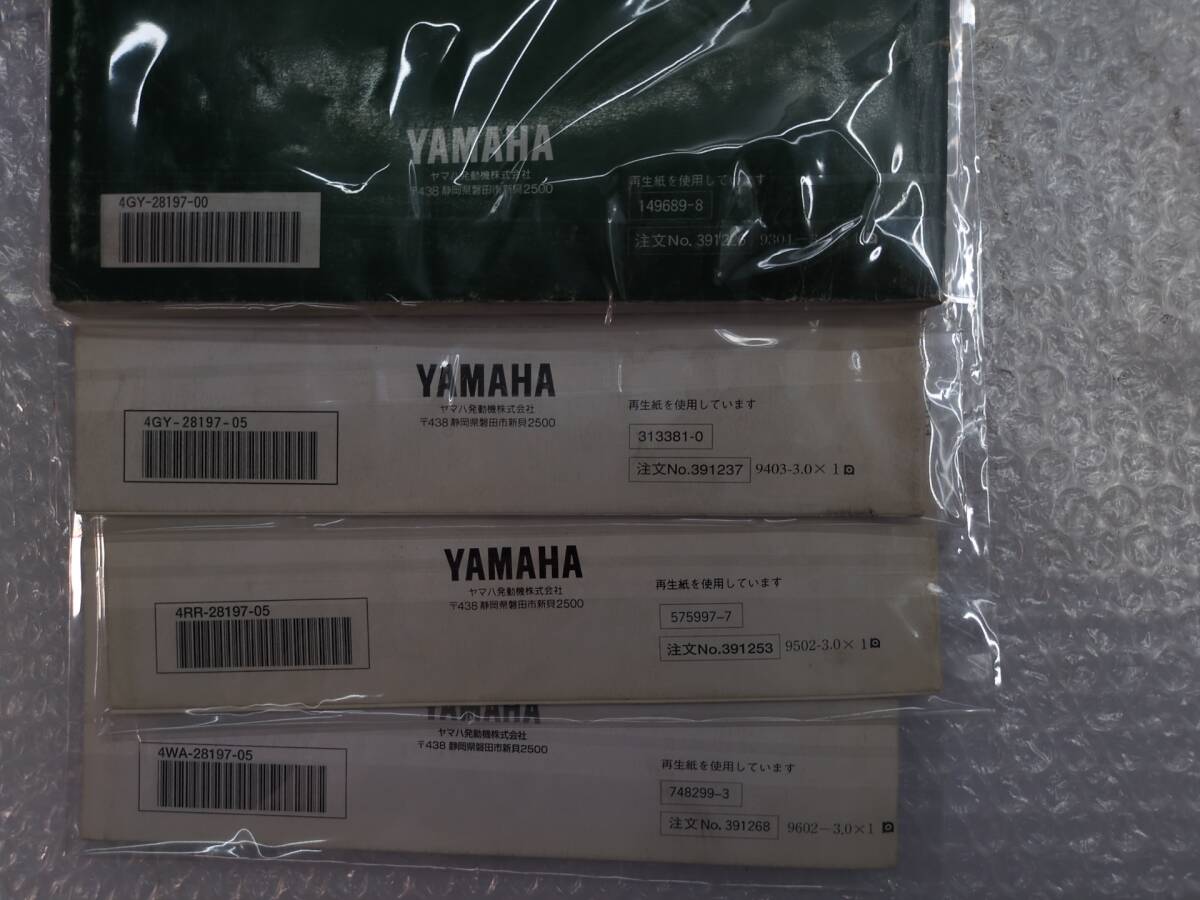 YAMAHA
ヤマハ発動機株式会社
〒438 静岡県磐田市新貝2500
4GY-28197-00
再生紙を使用しています
149689-8
注文No. 3912
9301
YAMAHA
ヤマハ発動機株式会社
〒438 静岡県磐田市新貝2500
4GY-28197-05
再生紙を使用しています
313381-0
注文No.391237 9403-3.0×1
YAMAHA
ヤマハ発動機株式会社
〒438 静岡県磐田市新貝2500
4RR-28197-05
再生紙を使用しています
575997-7
注文No.391253 9502-3.0×1
YAMAHA
ヤマハ発動機株式会社
〒438 静岡県磐田市新貝2500
4WA-28197-05
再生紙を使用しています
748299-3
注文No.391268 9602-3.0×1